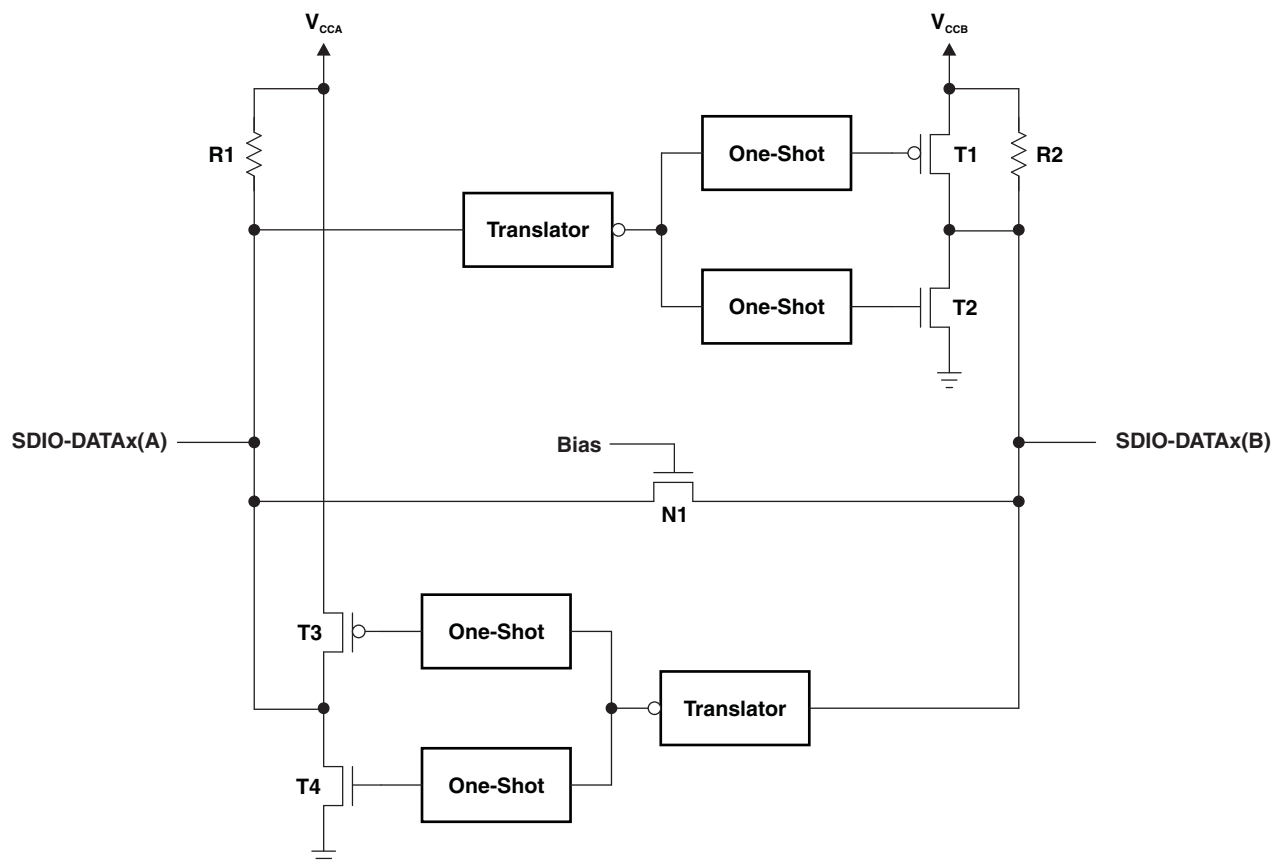 VCCA
VCCB
R1
One-Shot
T1
R2
Translator
One-Shot
T2
SDIO-DATAx(A)
Bias
SDIO-DATAx(B)
N1
T3
One-Shot
Translator
T4
One-Shot